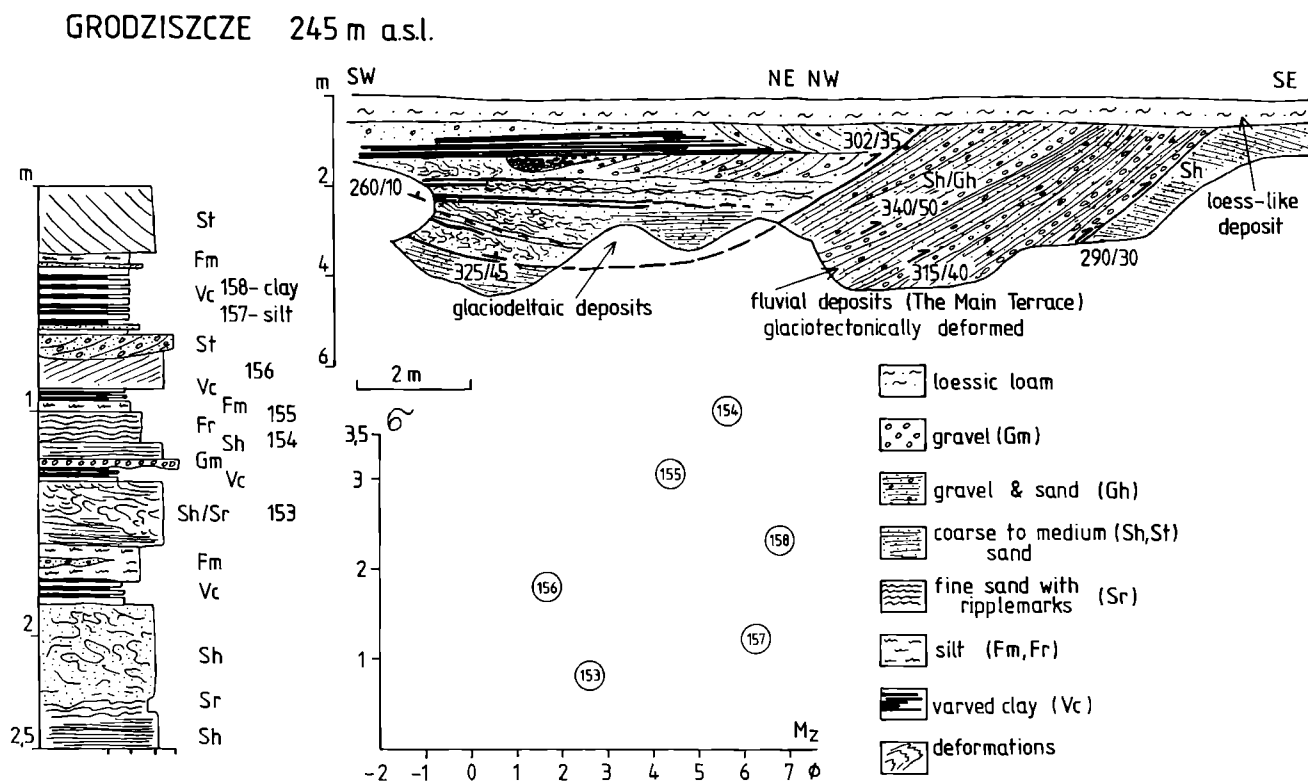 GRODZISZCZE 245 m a.s.l.
m SW NE NW SE
2
4
6
260/10
325/45
302/35
Sh/Gh
340/50
315/40
290/30
Sh
loess-like
deposit
glaciodeltaic deposits
fluvial deposits (The Main Terrace)
glaciotectonically deformed
2 m
m
1
2
2,5
St
Fm
Vc 158- clay
157- silt
St
156
Vc
Fm
Fr 155
Sh 154
Gm
Vc
Sh/Sr 153
Fm
Vc
Sh
Sr
Sh
σ
3,5
3
2
1
154
155
158
156
157
153
Mz
-2 -1 0 1 2 3 4 5 6 7 ϕ
loessic loam
gravel (Gm)
gravel & sand (Gh)
coarse to medium (Sh,St)
sand
fine sand with
ripplemarks (Sr)
silt (Fm,Fr)
varved clay (Vc)
deformations